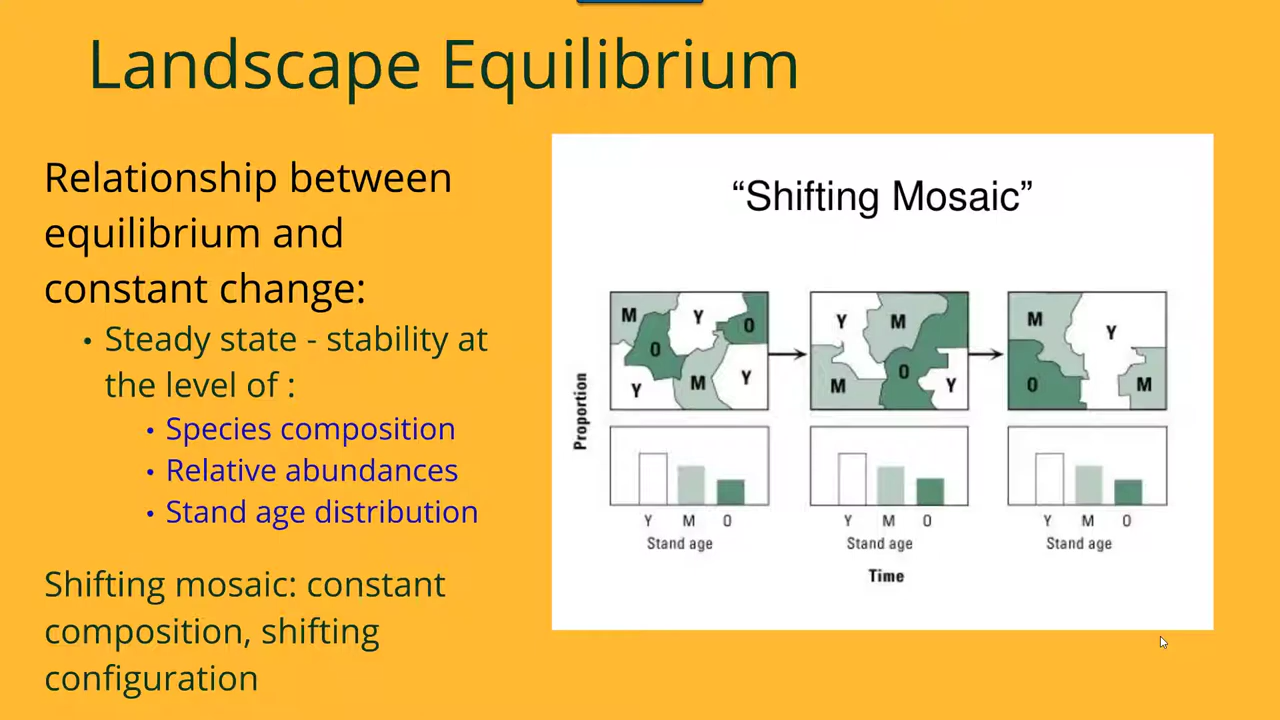 Landscape Equilibrium
Relationship between
equilibrium and
constant change:
• Steady state - stability at
the level of :
• Species composition
• Relative abundances
• Stand age distribution
Shifting mosaic: constant
composition, shifting
configuration
“Shifting Mosaic”
M Y O
O
Y M Y
Y M
M O Y
M Y
O M
Proportion
Y M O
Stand age
Y M O
Stand age
Y M O
Stand age
Time